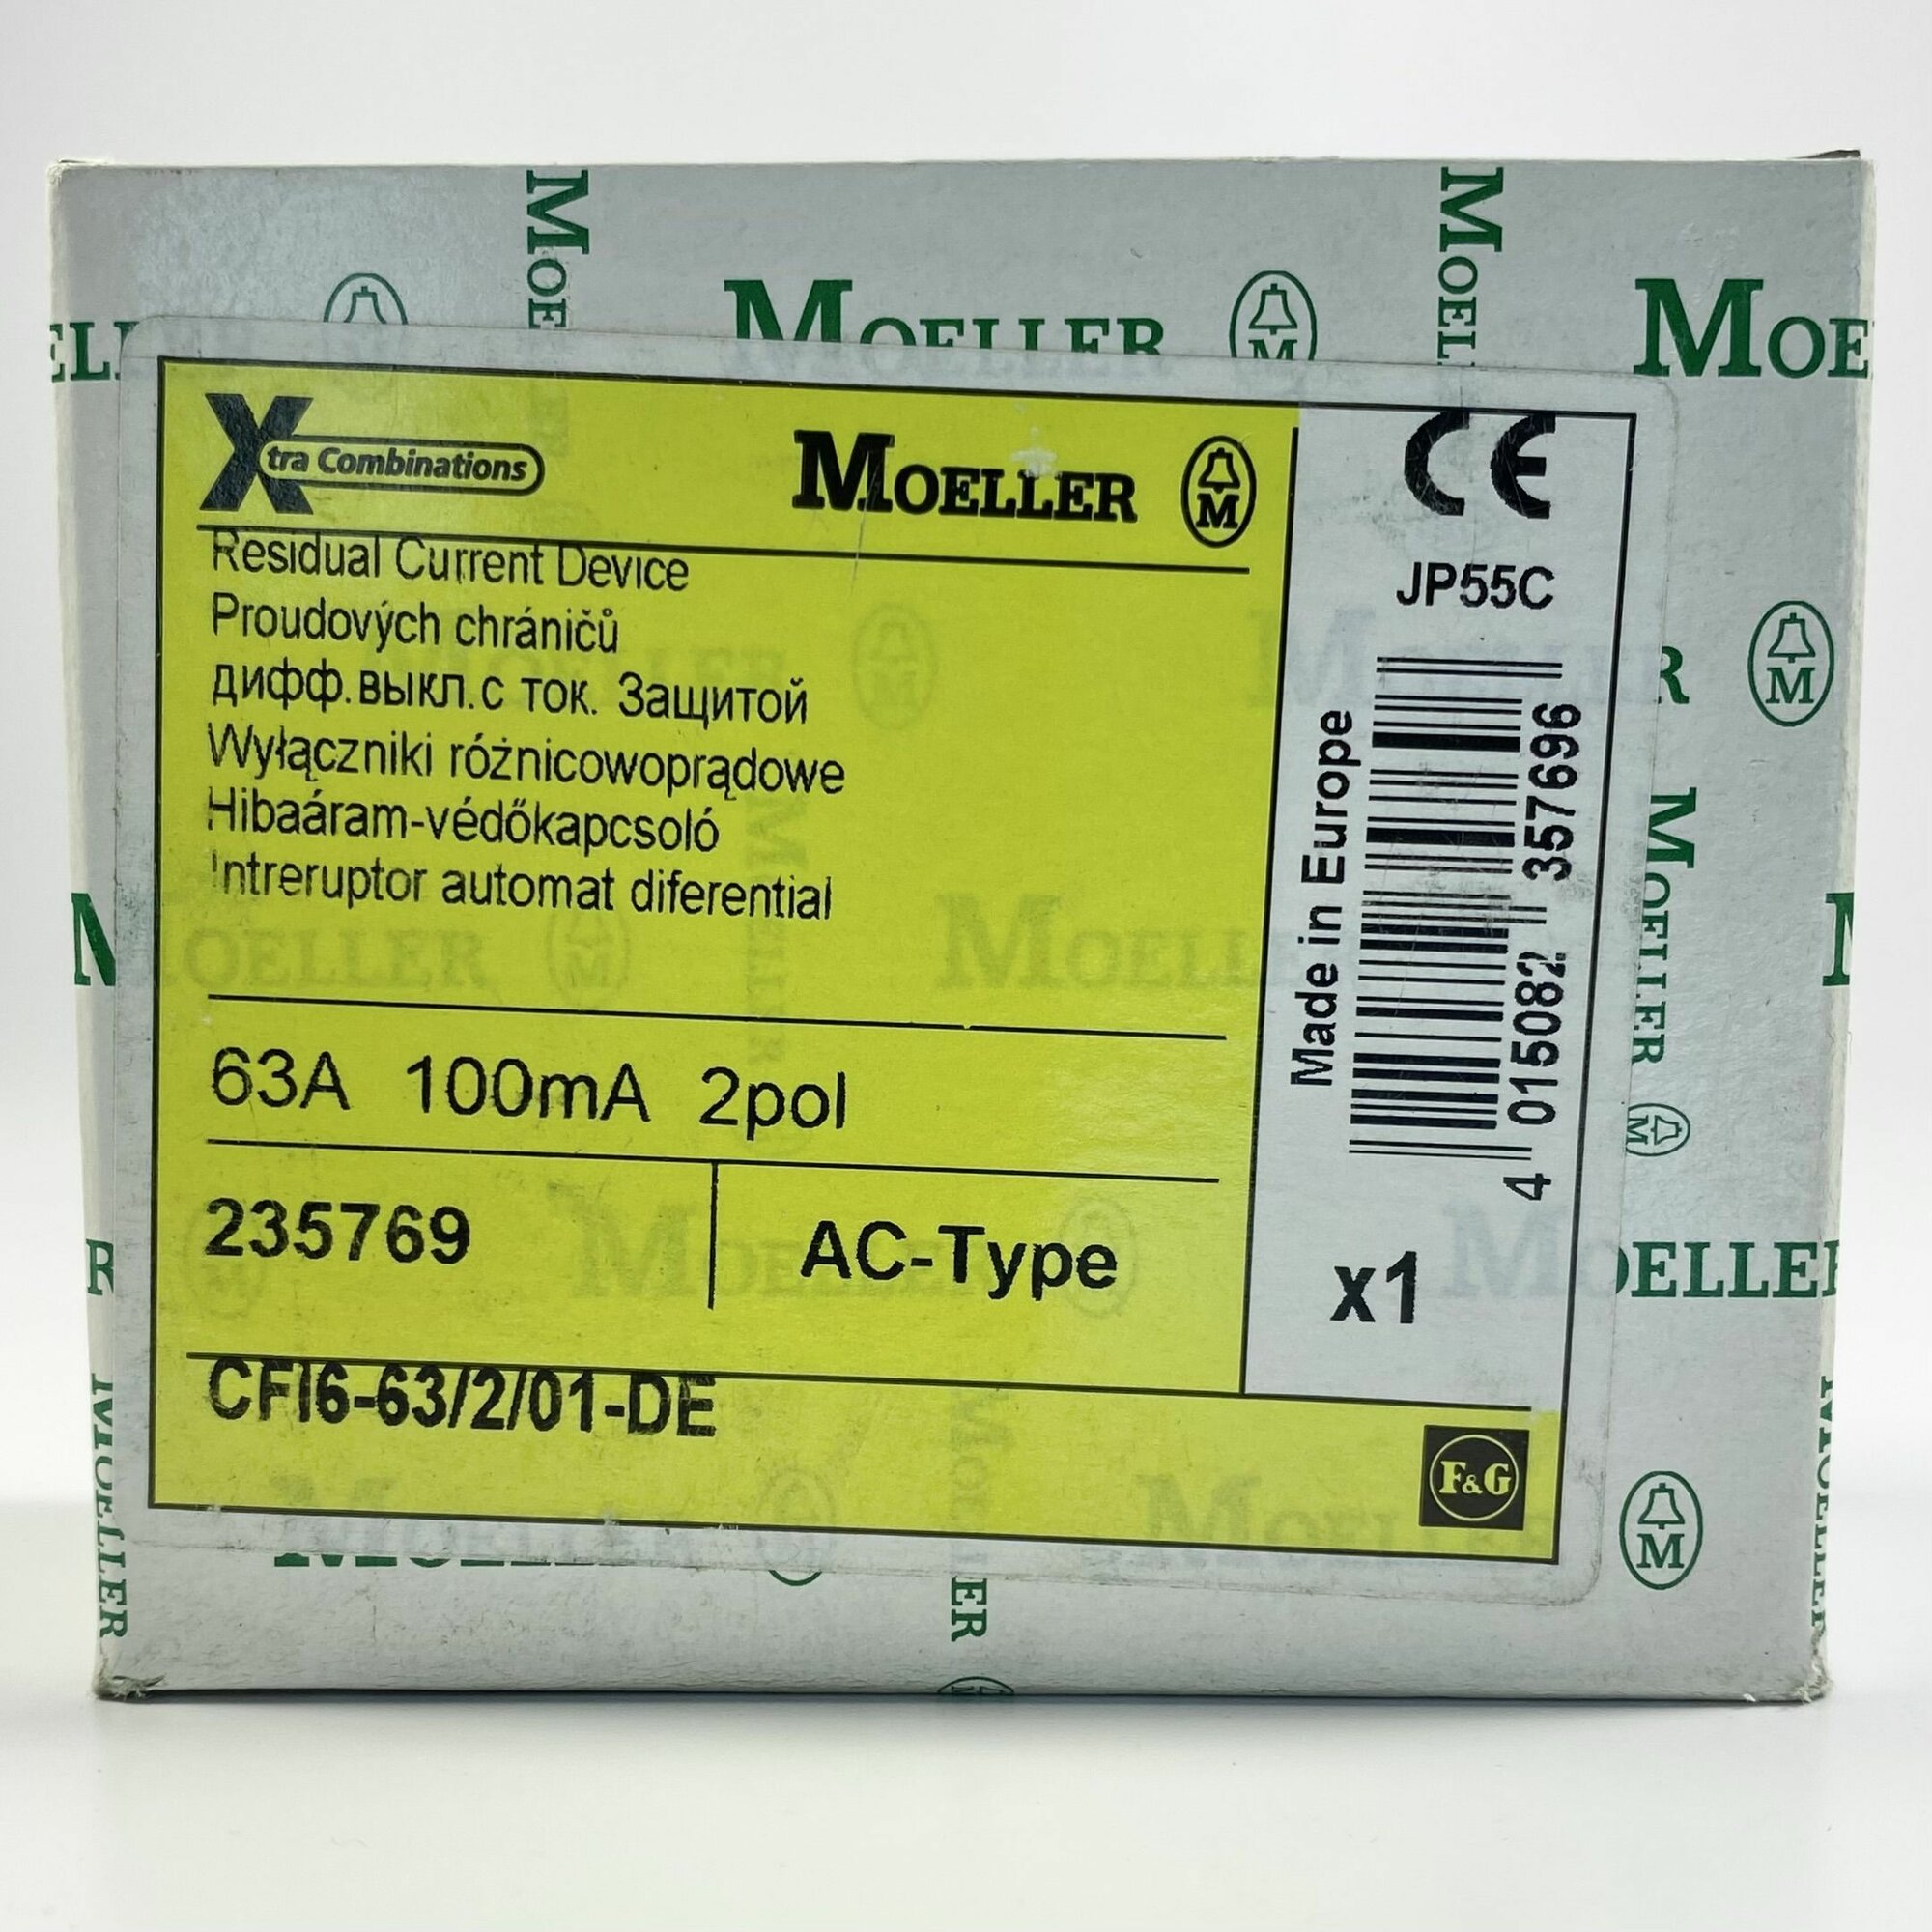 MOELLER
Xtra Combinations
MOELLER
M
Residual Current Device
Proudových chráničů
дифф.выкл.с ток. Защитой
Wyłączniki różnicowoprądowe
Hibaáram-védőkapcsoló
Intreruptor automat diferential
63A 100mA 2pol
235769
AC-Type
CFI6-63/2/01-DE
CE
JP55C
Made in Europe
4 015082 357696
x1
F&G
M
MOELLER
M
M